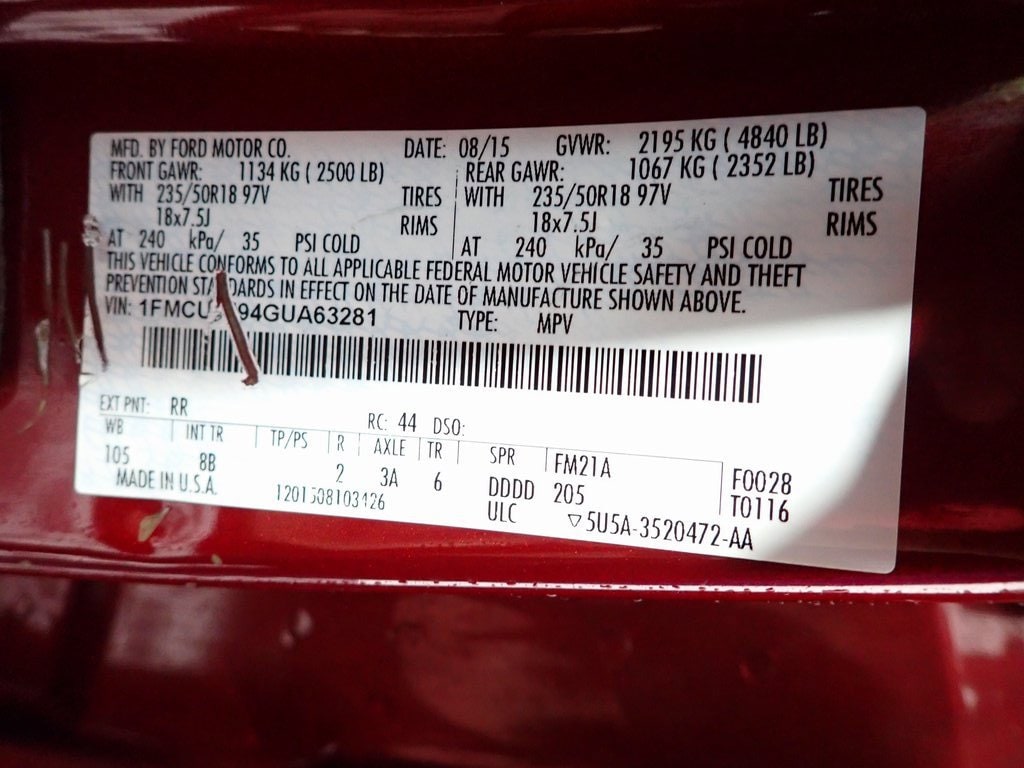 MFD. BY FORD MOTOR CO. DATE: 08/15 GVWR: 2195 KG ( 4840 LB)
FRONT GAWR: 1134 KG ( 2500 LB) REAR GAWR: 1067 KG ( 2352 LB)
WITH 235/50R18 97V TIRES WITH 235/50R18 97V TIRES
18x7.5J RIMS 18x7.5J RIMS
AT 240 kPa/ 35 PSI COLD AT 240 kPa/ 35 PSI COLD
THIS VEHICLE CONFORMS TO ALL APPLICABLE FEDERAL MOTOR VEHICLE SAFETY AND THEFT
PREVENTION STANDARDS IN EFFECT ON THE DATE OF MANUFACTURE SHOWN ABOVE.
VIN: TYPE: MPV
EXT PNT: RR RC: 44 DSO:
WB INT TR TP/PS R AXLE TR SPR FM21A
105 8B 2 3A 6 DDDD 205 F0028
MADE IN U.S.A. ULC ▽5U5A-3520472-AA T0116